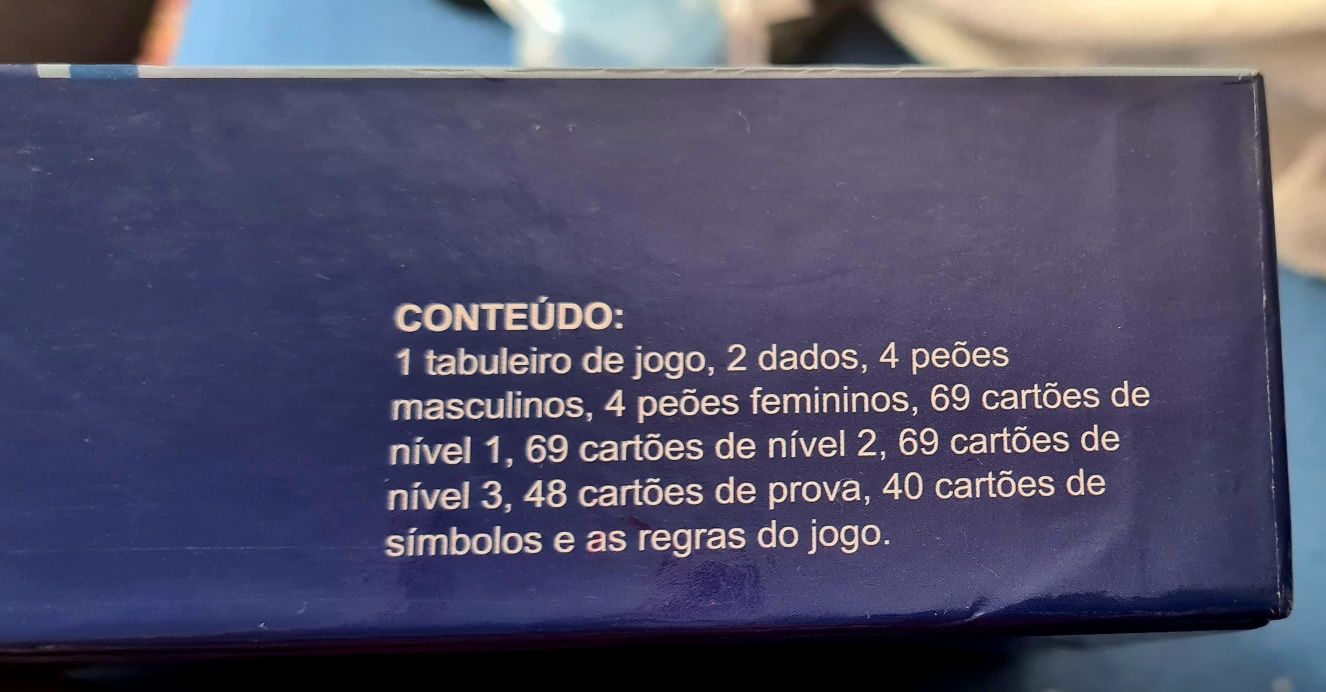 CONTEÚDO:
1 tabuleiro de jogo, 2 dados, 4 peões
masculinos, 4 peões femininos, 69 cartões de
nível 1, 69 cartões de nível 2, 69 cartões de
nível 3, 48 cartões de prova, 40 cartões de
símbolos e as regras do jogo.